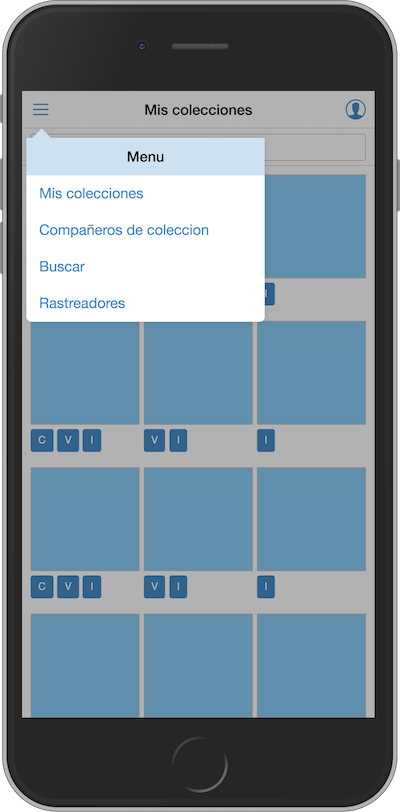 Mis colecciones
Menu
Mis colecciones
Compañeros de coleccion
Buscar
Rastreadores
C V I V I I
C V I V I I